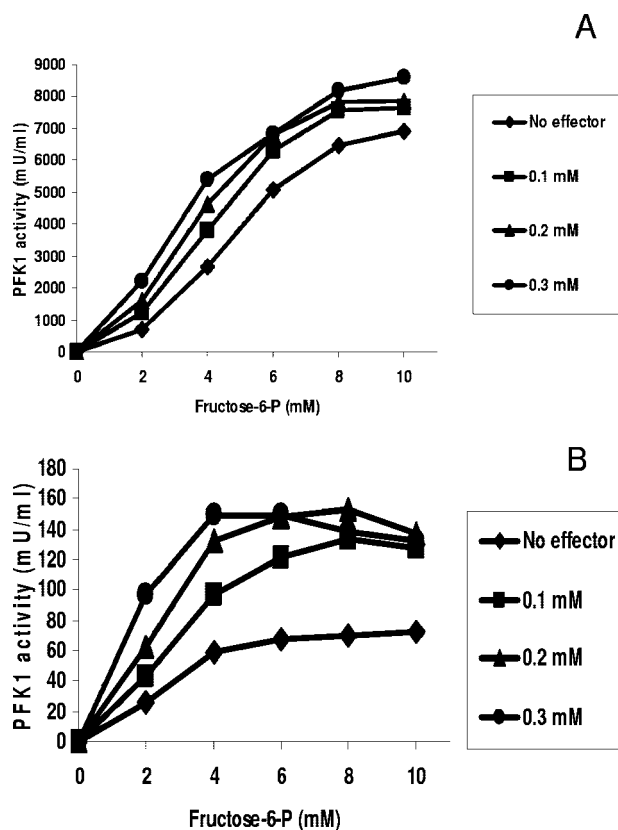 A
PFK1 activity (mU/ml)
9000
8000
7000
6000
5000
4000
3000
2000
1000
0
0 2 4 6 8 10
Fructose-6-P (mM)
No effector
0.1 mM
0.2 mM
0.3 mM
B
PFK1 activity (mU/ml)
180
160
140
120
100
80
60
40
20
0
0 2 4 6 8 10
Fructose-6-P (mM)
No effector
0.1 mM
0.2 mM
0.3 mM